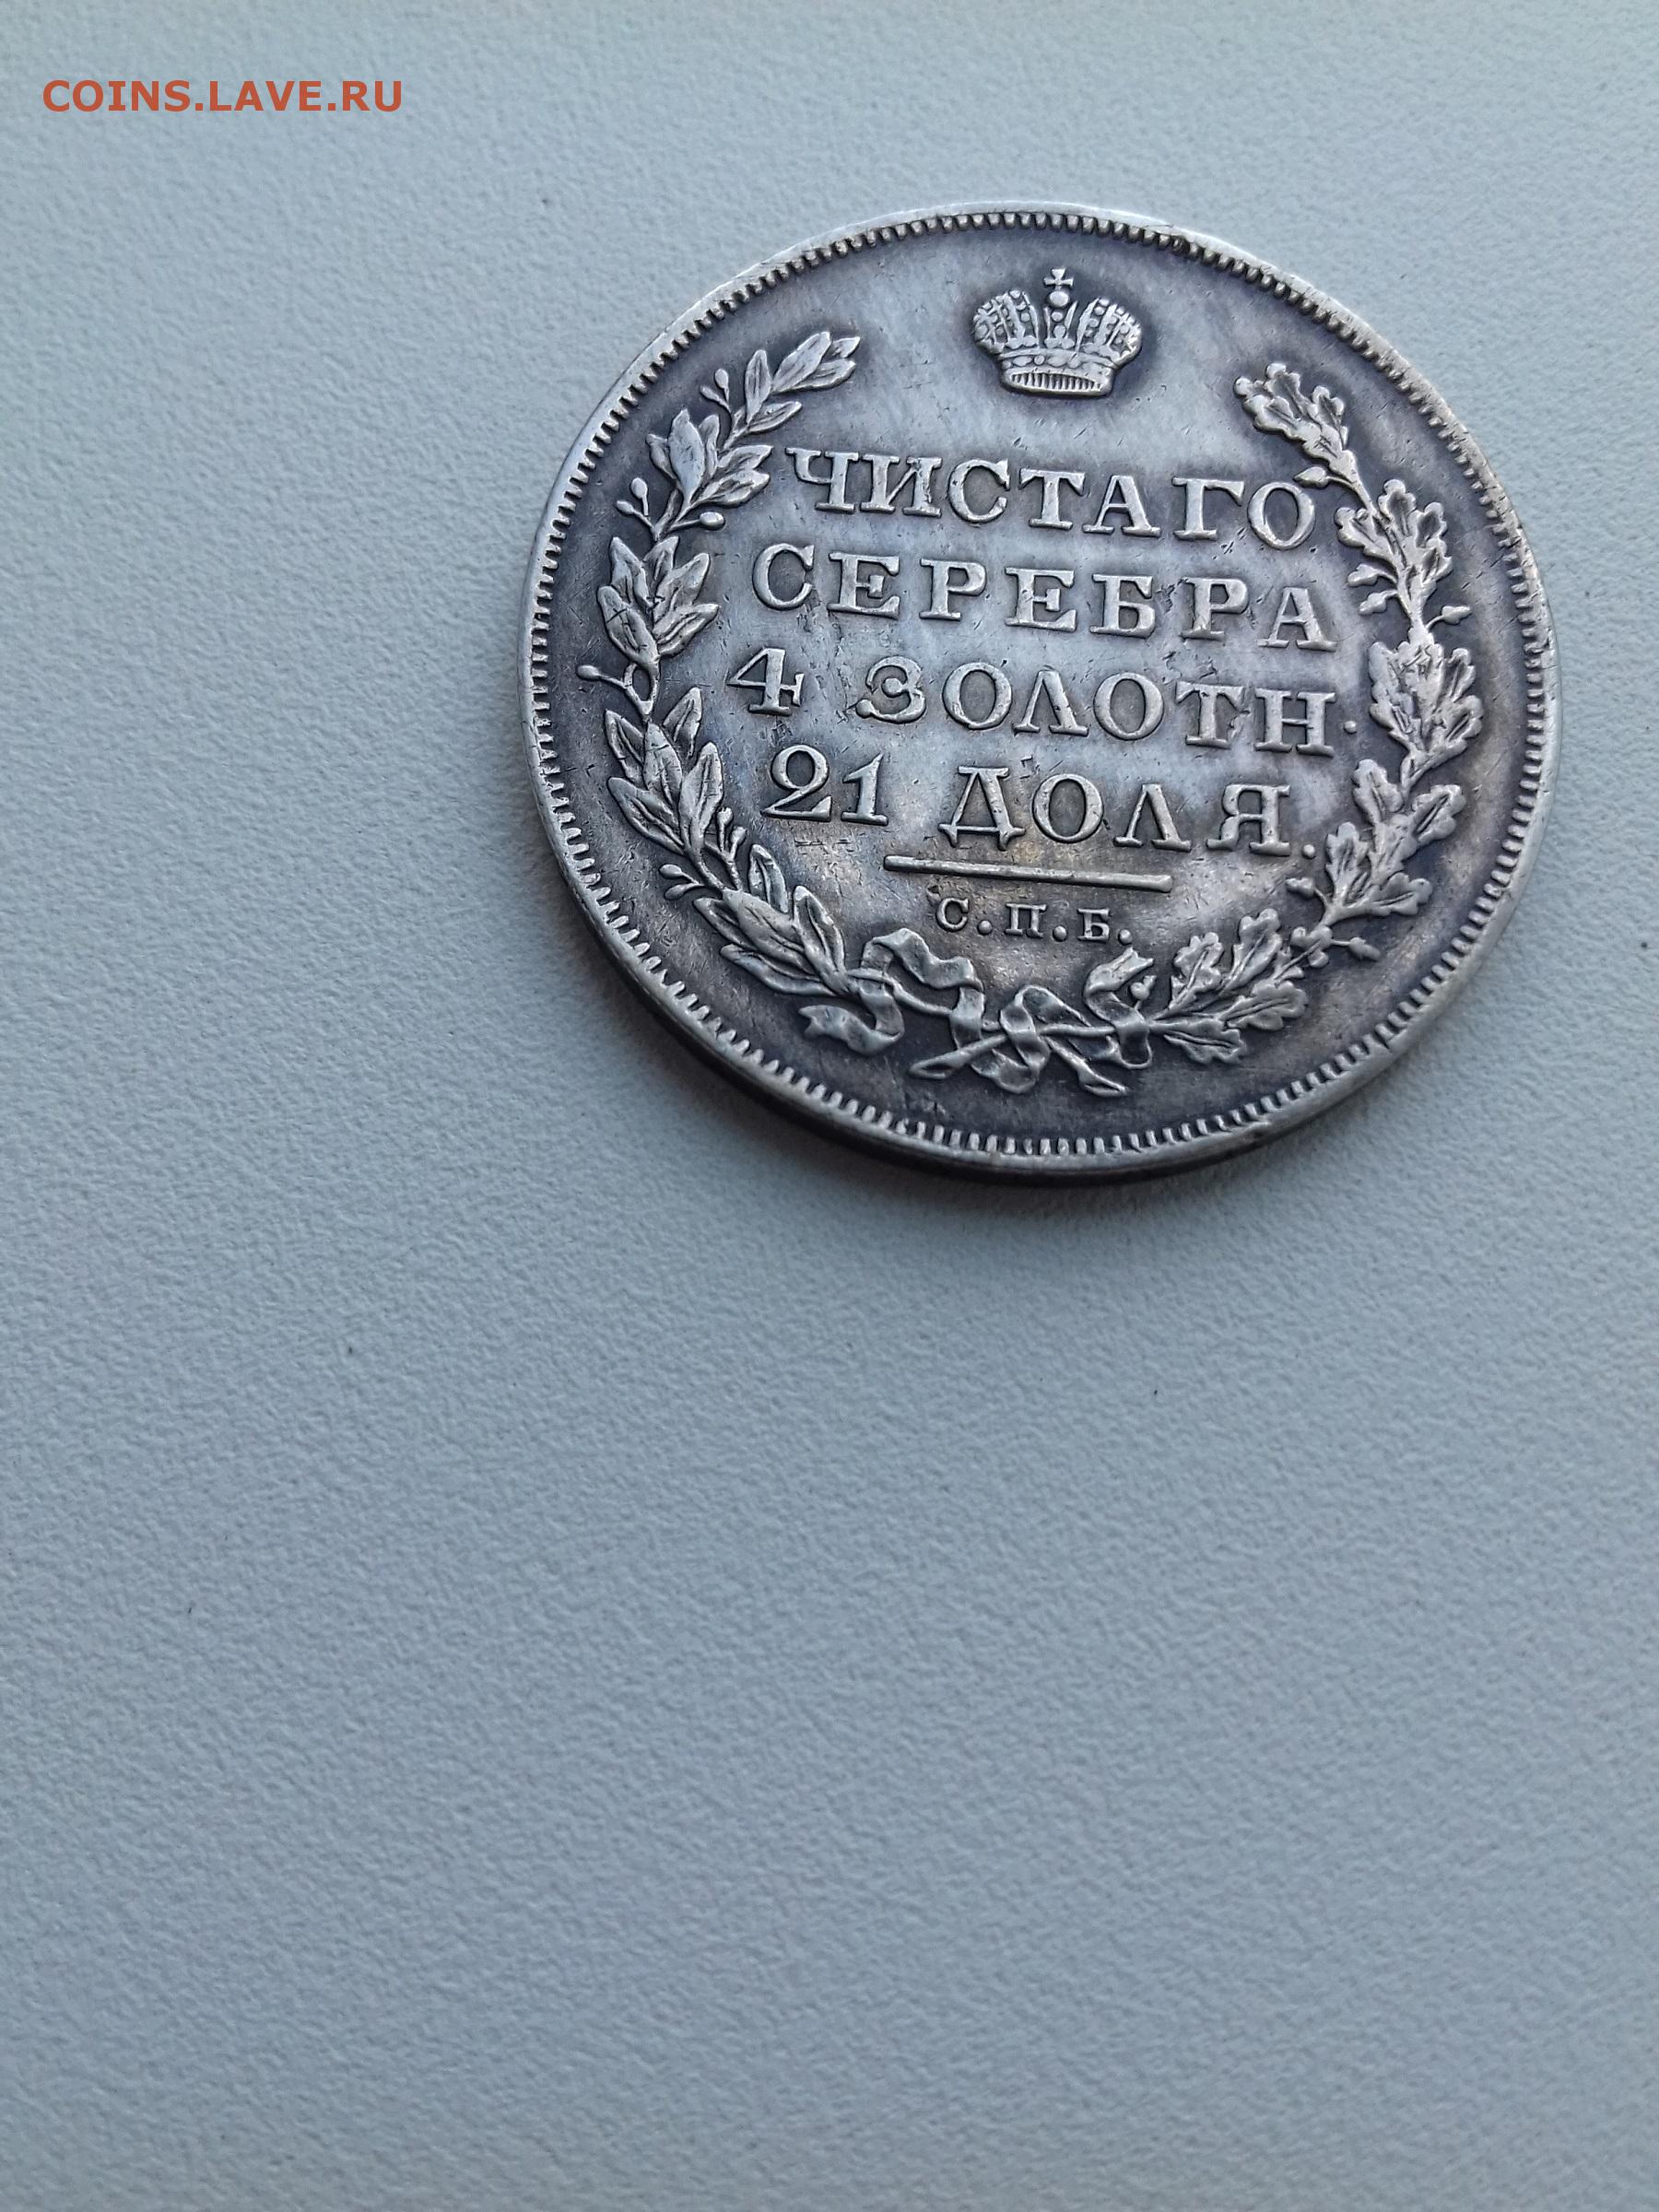 COINS.LAVE.RU
ЧИСТАГО
СЕРЕБРА
4 ЗОЛОТН.
21 ДОЛЯ.
С.П.Б.